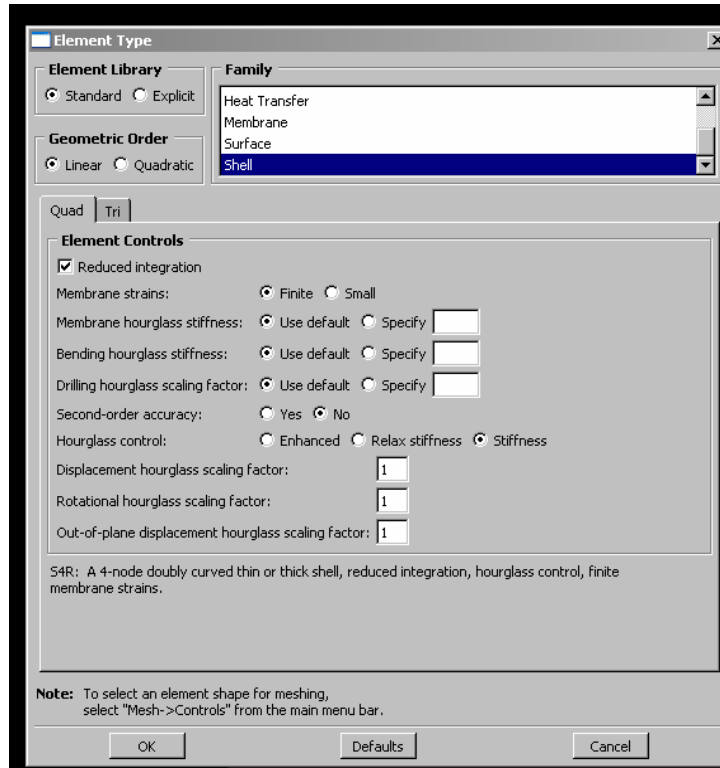 Element Type
Element Library
Standard Explicit
Family
Heat Transfer
Membrane
Surface
Shell
Geometric Order
Linear Quadratic
Quad Tri
Element Controls
Reduced integration
Membrane strains: Finite Small
Membrane hourglass stiffness: Use default Specify
Bending hourglass stiffness: Use default Specify
Drilling hourglass scaling factor: Use default Specify
Second-order accuracy: Yes No
Hourglass control: Enhanced Relax stiffness Stiffness
Displacement hourglass scaling factor: 1
Rotational hourglass scaling factor: 1
Out-of-plane displacement hourglass scaling factor: 1
S4R: A 4-node doubly curved thin or thick shell, reduced integration, hourglass control, finite
membrane strains.
Note: To select an element shape for meshing,
select "Mesh->Controls" from the main menu bar.
OK Defaults Cancel